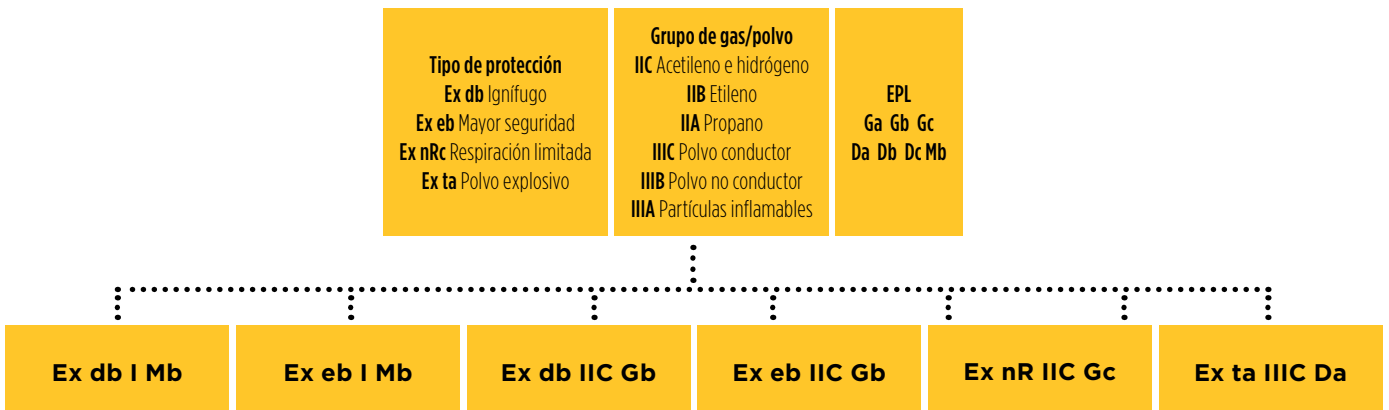 Tipo de protección
Ex db Ignífugo
Ex eb Mayor seguridad
Ex nRc Respiración limitada
Ex ta Polvo explosivo
Grupo de gas/polvo
IIC Acetileno e hidrógeno
IIB Etileno
IIA Propano
IIIC Polvo conductor
IIIB Polvo no conductor
IIIA Partículas inflamables
EPL
Ga Gb Gc
Da Db Dc Mb
Ex db I Mb
Ex eb I Mb
Ex db IIC Gb
Ex eb IIC Gb
Ex nR IIC Gc
Ex ta IIIC Da